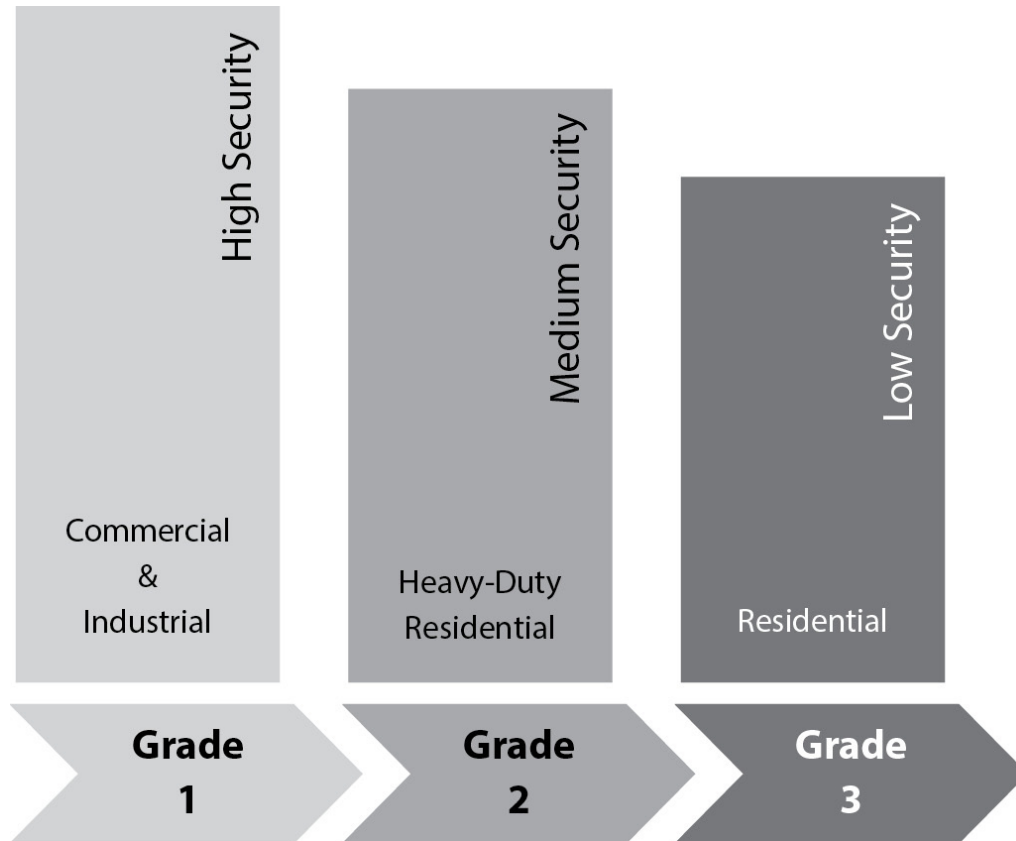 High Security
Commercial
&
Industrial
Grade
1
Medium Security
Heavy-Duty
Residential
Grade
2
Low Security
Residential
Grade
3